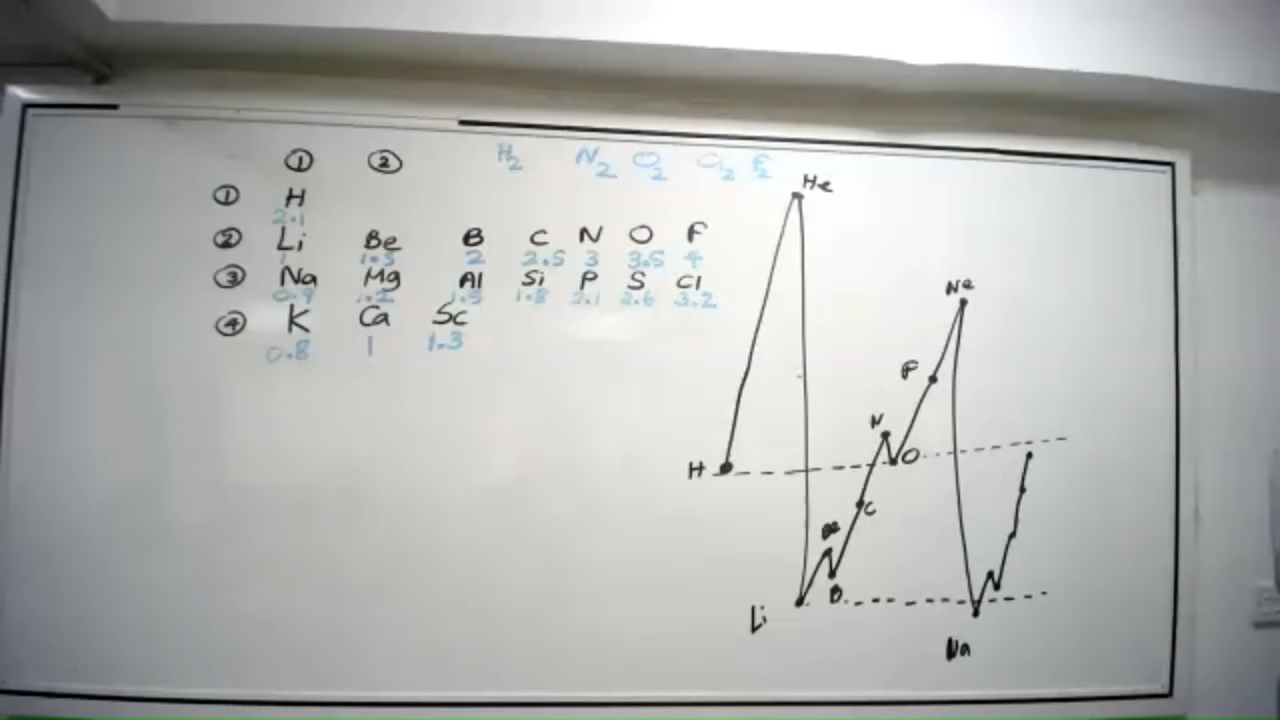 ① ② H₂ N₂ O₂ Cl₂ F₂
① H
2.1
② Li Be B C N O F
1 1.5 2 2.5 3 3.5 4
③ Na Mg Al Si P S Cl
0.9 1.2 1.5 1.8 2.1 2.6 3.2
④ K Ca Sc
0.8 1 1.3
He
Ne
F
N
H
O
C
Be
B
Li
Na